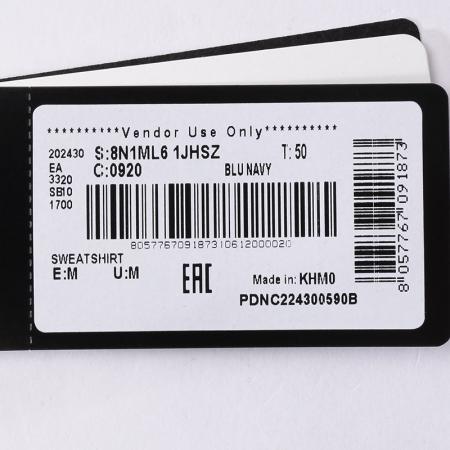 **********Vendor Use Only**********
202430 S:8N1ML6 1JHSZ T:50
EA C:0920 BLU NAVY
3320
SB10
1700
805776709187310612000020
SWEATSHIRT
E:M U:M
EAC
Made in: KHM0
PDNC224300590B
8 057767 091873